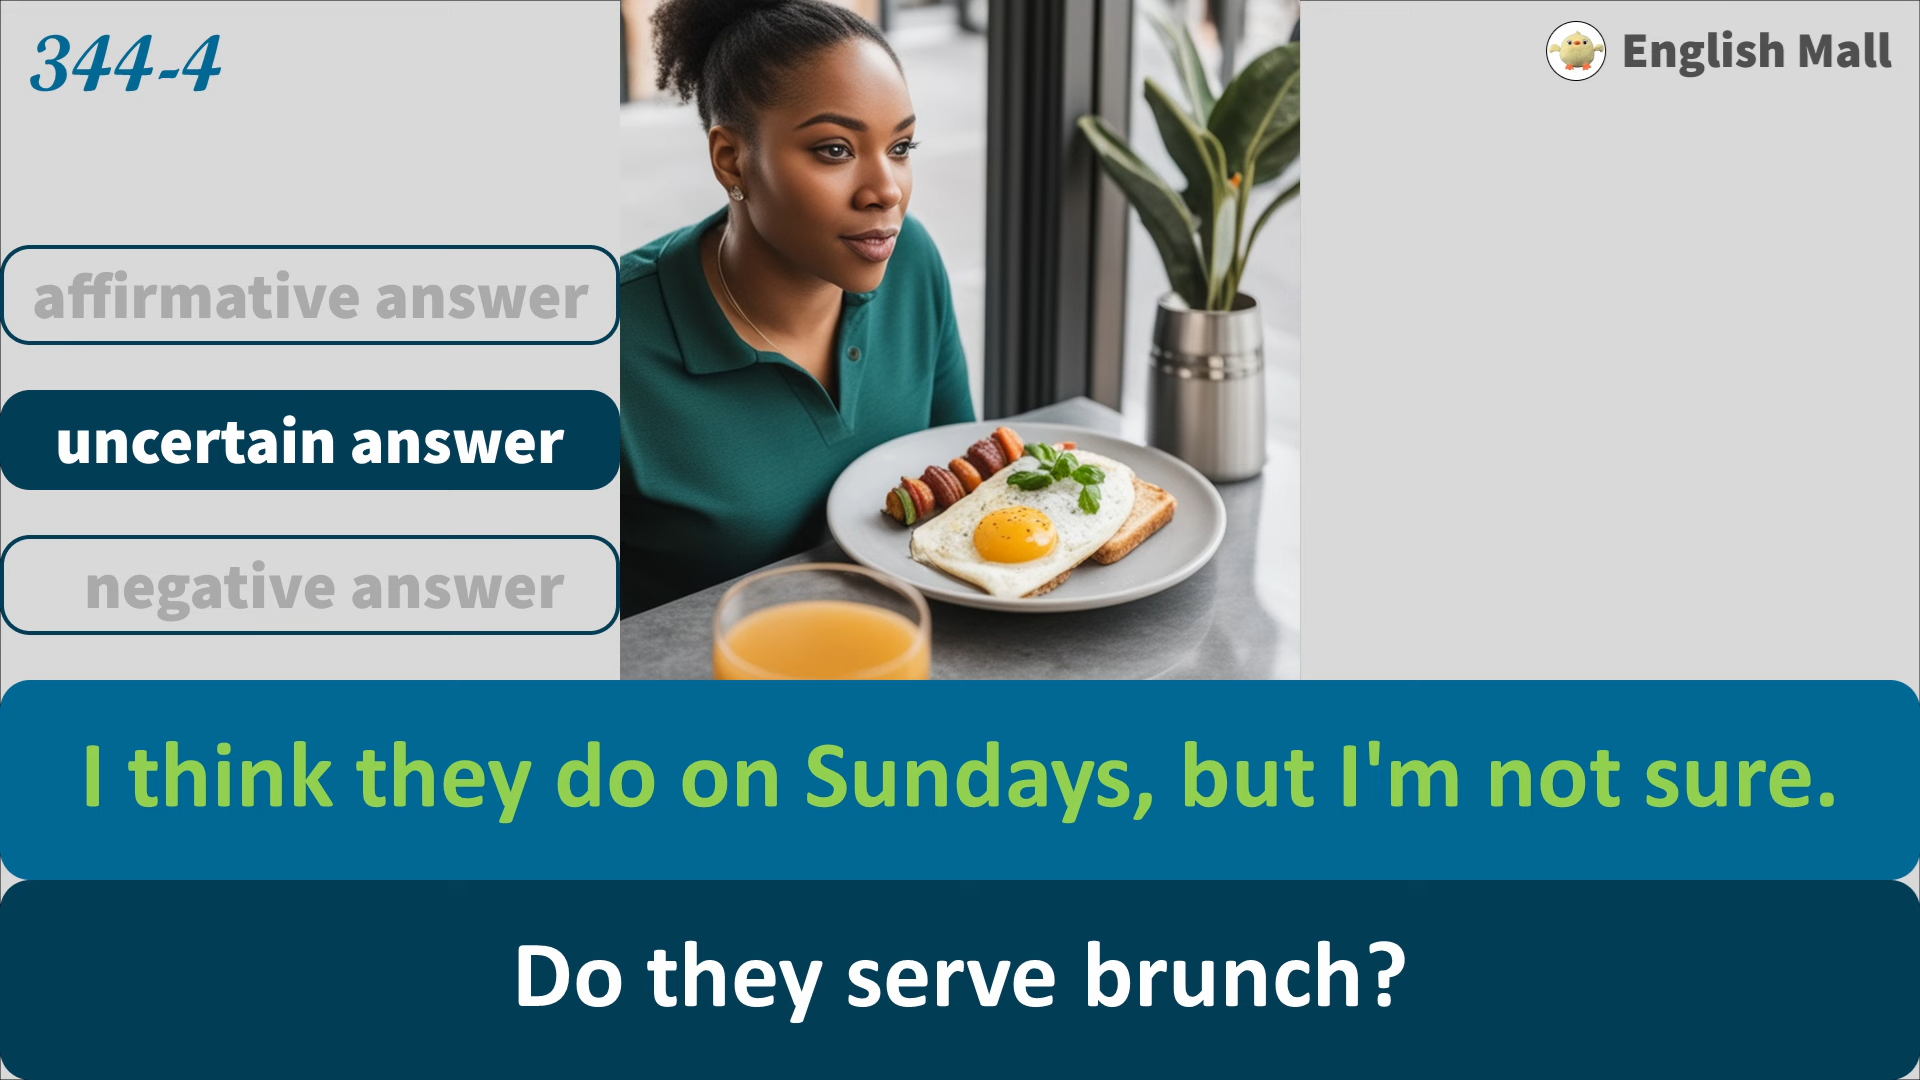 344-4
English Mall
affirmative answer
uncertain answer
negative answer
I think they do on Sundays, but I'm not sure.
Do they serve brunch?